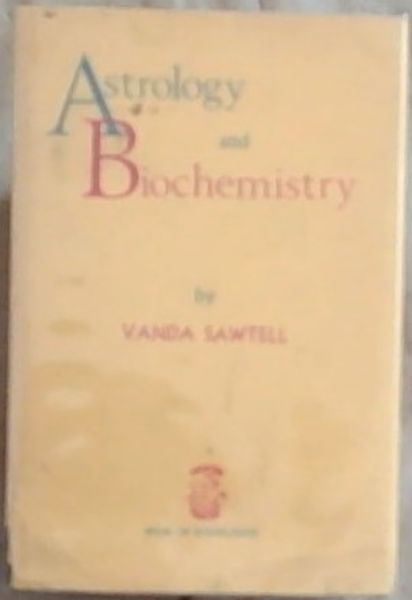 Astrology
and
Biochemistry
by
VANDA SAWTELL